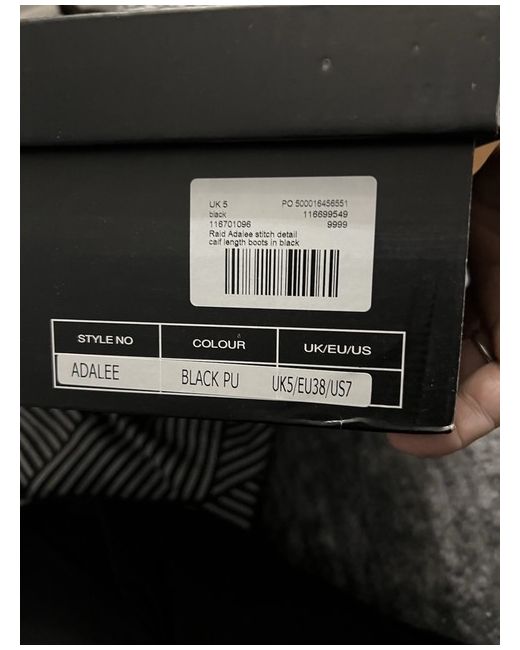 UK 5 PO 500016456551
black 116699549
116701096 9999
Raid Adalee stitch detail
calf length boots in black
STYLE NO COLOUR UK/EU/US
ADALEE BLACK PU UK5/EU38/US7